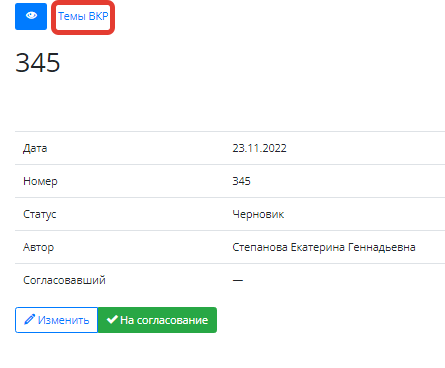 Темы ВКР
345
Дата 23.11.2022
Номер 345
Статус Черновик
Автор Степанова Екатерина Геннадьевна
Согласовавший —
Изменить На согласование